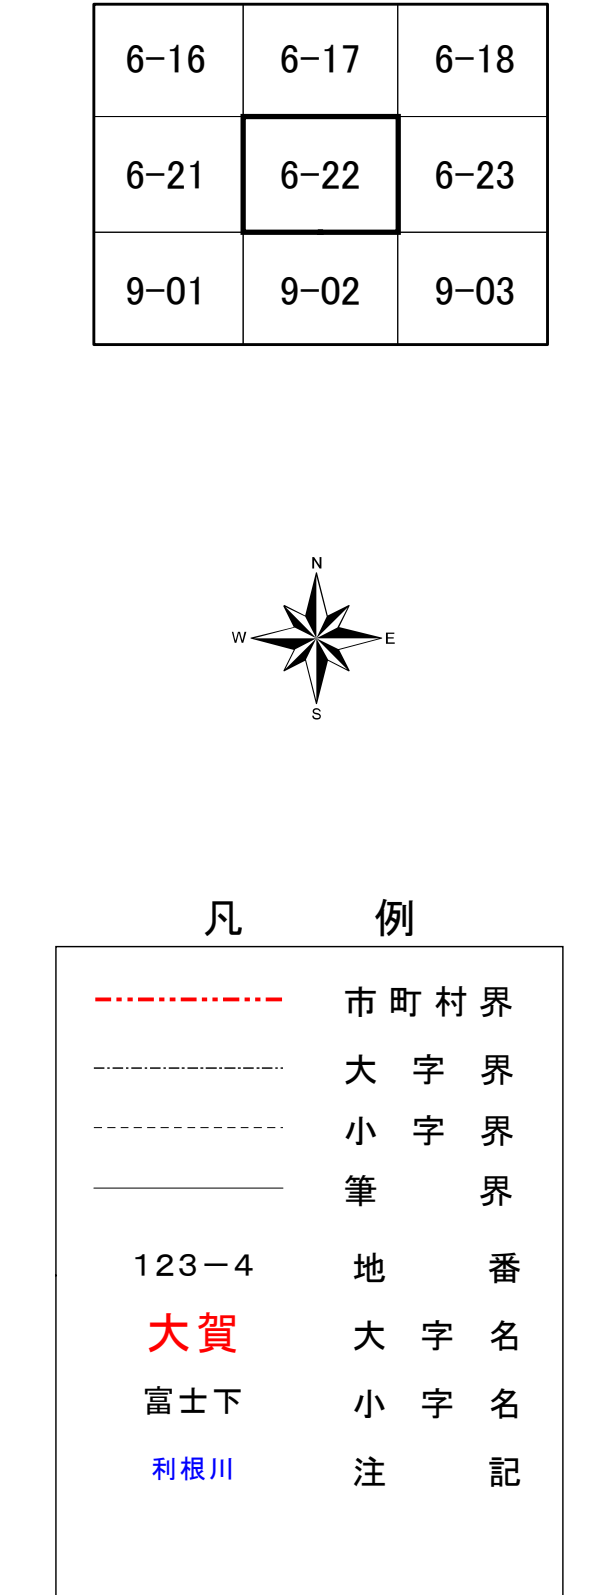 6-16 6-17 6-18
6-21 6-22 6-23
9-01 9-02 9-03
N
W E
S
凡例
市町村界
大字界
小字界
筆界
123-4 地番
大賀 大字名
富士下 小字名
利根川 注記